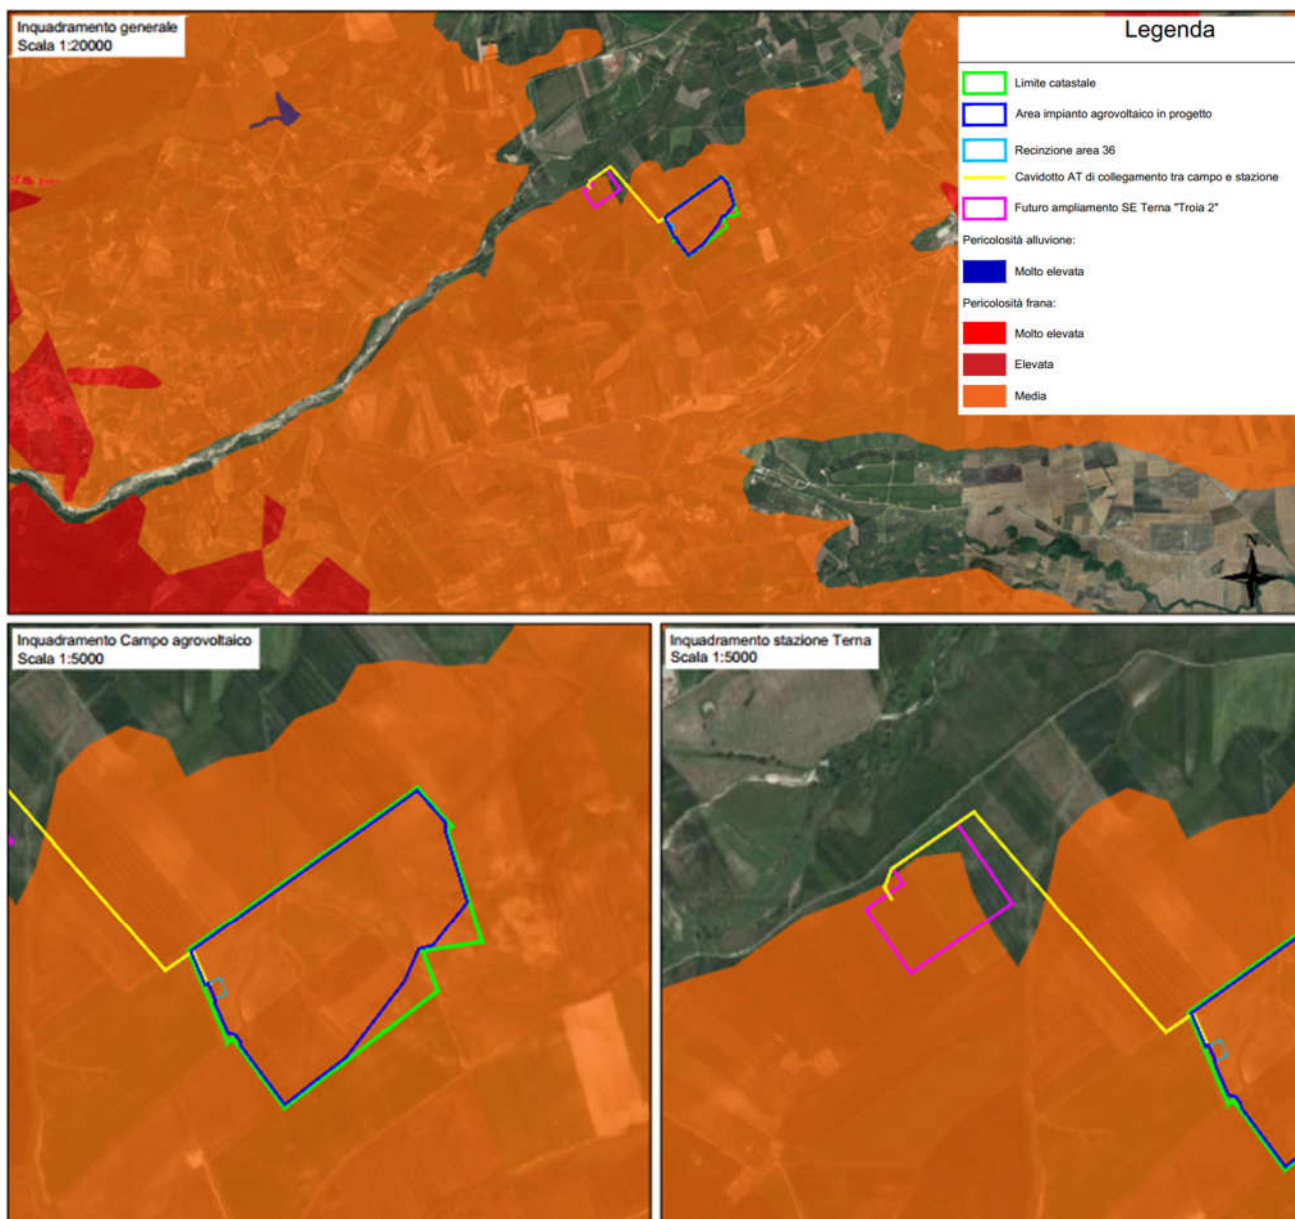 Inquadramento generale
Scala 1:20000
Legenda
Limite catastale
Area impianto agrovoltaico in progetto
Recinzione area 36
Cavidotto AT di collegamento tra campo e stazione
Futuro ampliamento SE Terna "Troia 2"
Pericolosità alluvione:
Molto elevata
Pericolosità frana:
Molto elevata
Elevata
Media
N
Inquadramento Campo agrovoltaico
Scala 1:5000
Inquadramento stazione Terna
Scala 1:5000